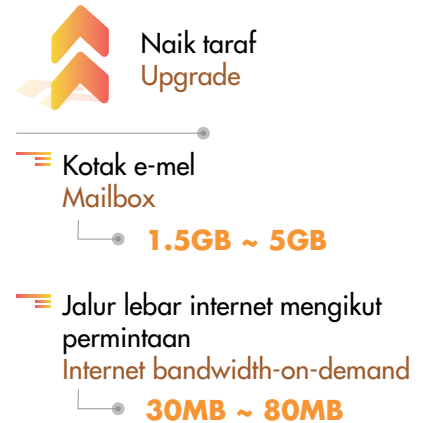 Naik taraf
Upgrade
Kotak e-mel
Mailbox
1.5GB ~ 5GB
Jalur lebar internet mengikut
permintaan
Internet bandwidth-on-demand
30MB ~ 80MB